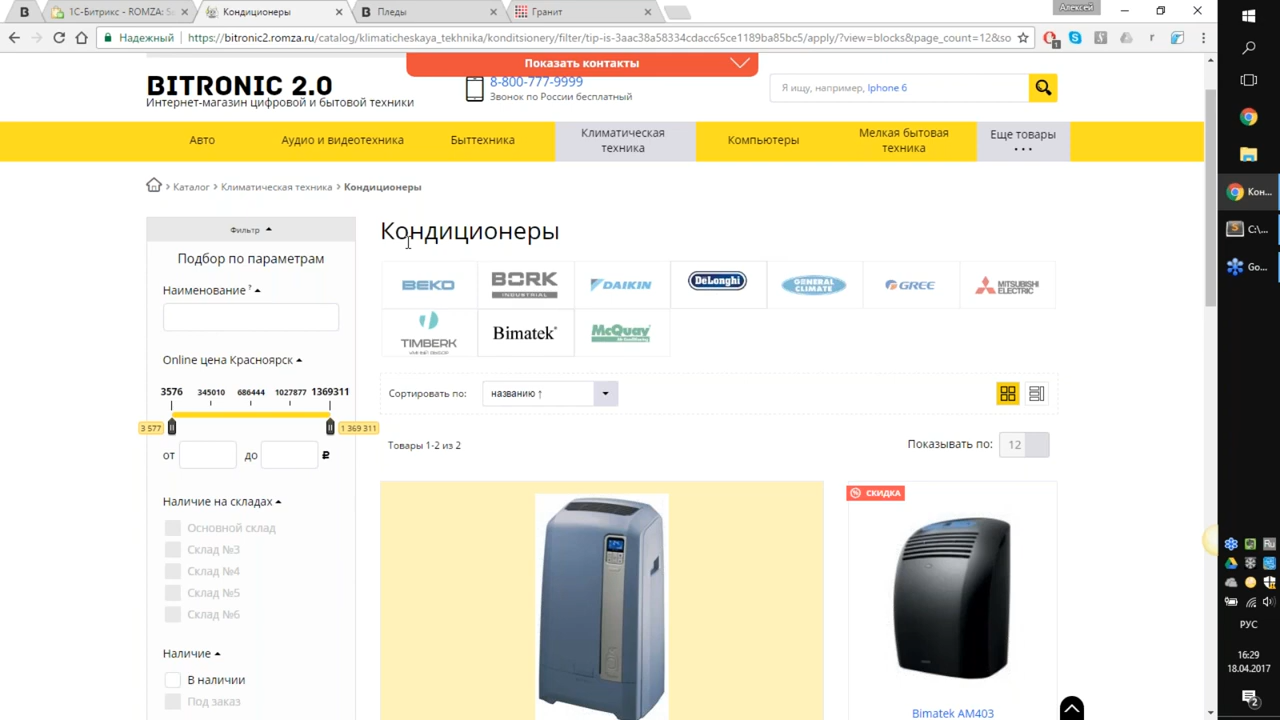 1С-Битрикс - ROMZA: S
Кондиционеры
Пледы
Гранит
Алексей
Надежный
https://bitronic2.romza.ru/catalog/klimaticheskaya_tekhnika/konditsionery/filter/tip-is-3aac38a58334cdacc65ce1189ba85bc5/apply/?view=blocks&page_count=12&so
Показать контакты
BITRONIC 2.0
Интернет-магазин цифровой и бытовой техники
8-800-777-9999
Звонок по России бесплатный
Я ищу, например, Iphone 6
Авто
Аудио и видеотехника
Быттехника
Климатическая
техника
Компьютеры
Мелкая бытовая
техника
Еще товары
...
Каталог > Климатическая техника > Кондиционеры
Фильтр
Подбор по параметрам
Наименование ?
Online цена Красноярск
3576 345010 686444 1027877 1369311
3 577 1 369 311
от до ₽
Наличие на складах
Основной склад
Склад №3
Склад №4
Склад №5
Склад №6
Наличие
В наличии
Под заказ
Кондиционеры
BEKO
BORK
INDUSTRIAL
DAIKIN
DeLonghi
GENERAL
CLIMATE
GREE
MITSUBISHI
ELECTRIC
TIMBERK
Bimatek
McQuay
Сортировать по: названию ↑
Товары 1-2 из 2
Показывать по: 12
СКИДКА
Bimatek AM403
Кон...
C:\...
Go...
РУС
16:29
18.04.2017
2